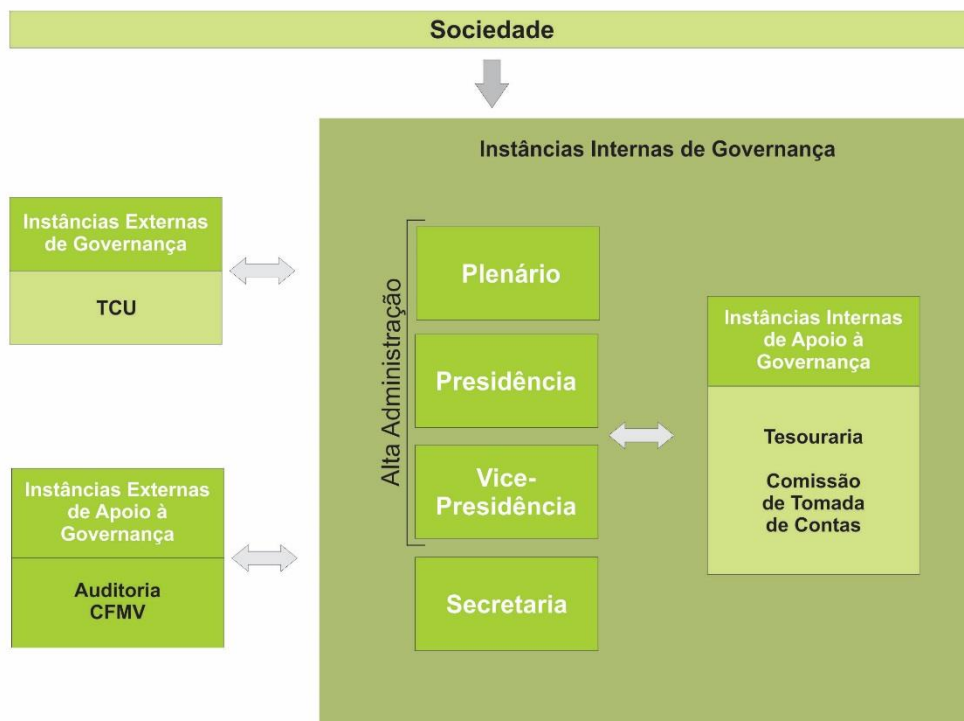 Sociedade
Instâncias Internas de Governança
Instâncias Externas
de Governança
TCU
Instâncias Externas
de Apoio à
Governança
Auditoria
CFMV
Alta Administração
Plenário
Presidência
Vice-
Presidência
Secretaria
Instâncias Internas
de Apoio à
Governança
Tesouraria
Comissão
de Tomada
de Contas